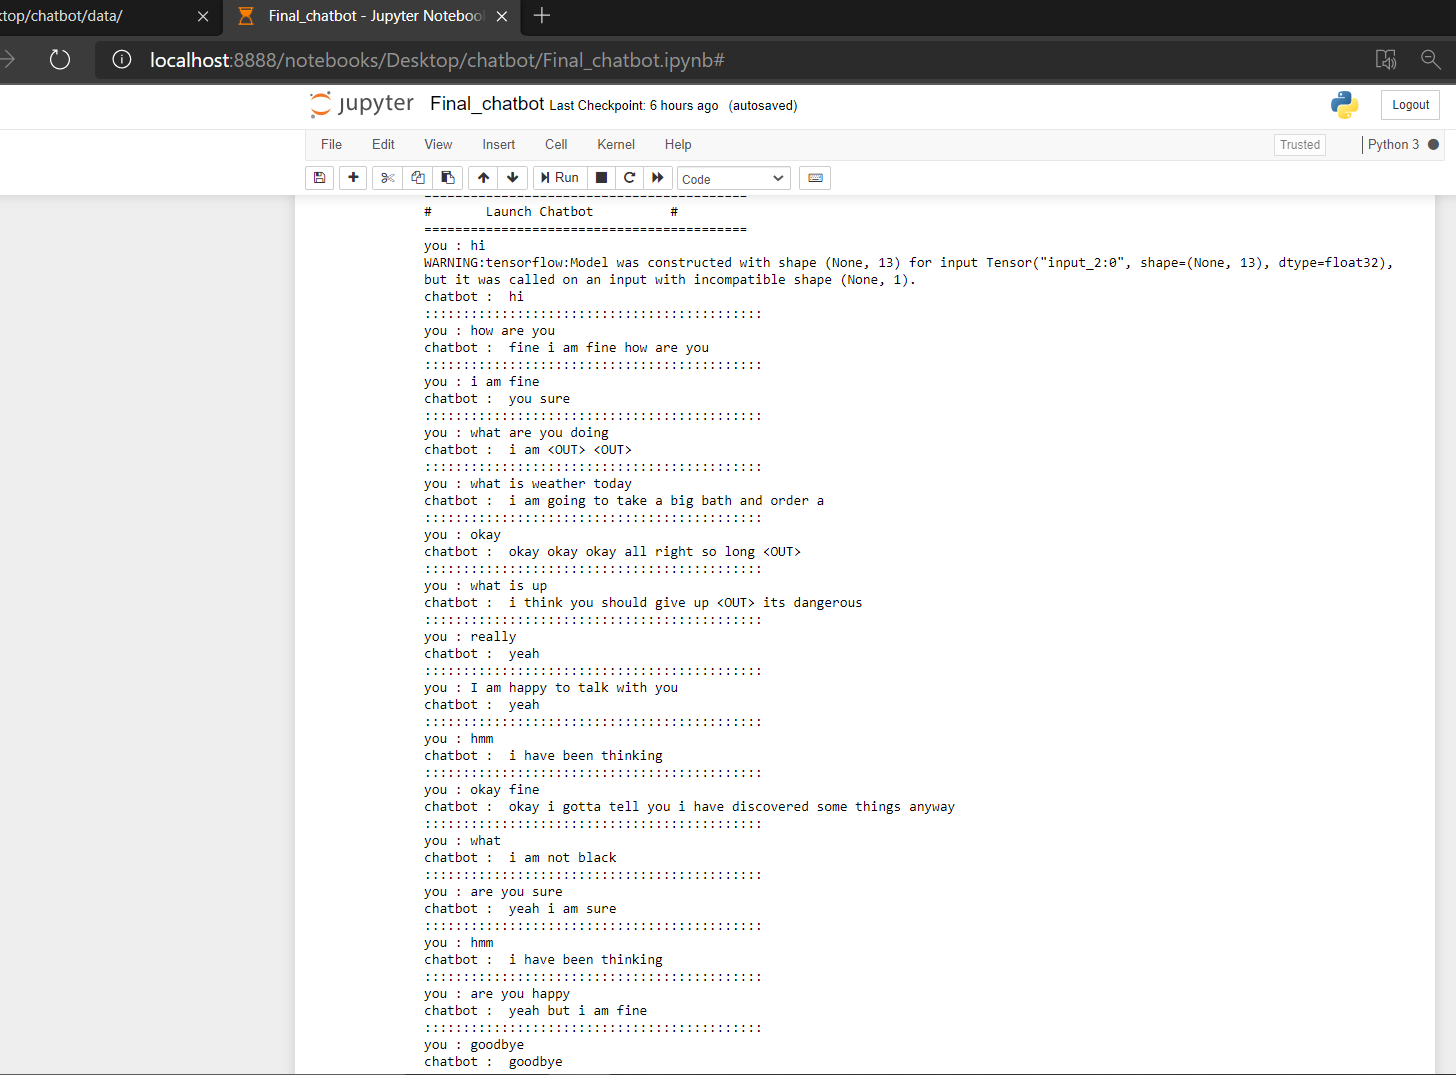 top/chatbot/data/
Final_chatbot - Jupyter Noteboo
localhost:8888/notebooks/Desktop/chatbot/Final_chatbot.ipynb#
jupyter Final_chatbot Last Checkpoint: 6 hours ago (autosaved)
Logout
File Edit View Insert Cell Kernel Help
Trusted
Python 3
Run
Code
==========================================
# Launch Chatbot #
==========================================
you : hi
WARNING:tensorflow:Model was constructed with shape (None, 13) for input Tensor("input_2:0", shape=(None, 13), dtype=float32),
but it was called on an input with incompatible shape (None, 1).
chatbot : hi
::::::::::::::::::::::::::::::::::::::::::::
you : how are you
chatbot : fine i am fine how are you
::::::::::::::::::::::::::::::::::::::::::::
you : i am fine
chatbot : you sure
::::::::::::::::::::::::::::::::::::::::::::
you : what are you doing
chatbot : i am <OUT> <OUT>
::::::::::::::::::::::::::::::::::::::::::::
you : what is weather today
chatbot : i am going to take a big bath and order a
::::::::::::::::::::::::::::::::::::::::::::
you : okay
chatbot : okay okay okay all right so long <OUT>
::::::::::::::::::::::::::::::::::::::::::::
you : what is up
chatbot : i think you should give up <OUT> its dangerous
::::::::::::::::::::::::::::::::::::::::::::
you : really
chatbot : yeah
::::::::::::::::::::::::::::::::::::::::::::
you : I am happy to talk with you
chatbot : yeah
::::::::::::::::::::::::::::::::::::::::::::
you : hmm
chatbot : i have been thinking
::::::::::::::::::::::::::::::::::::::::::::
you : okay fine
chatbot : okay i gotta tell you i have discovered some things anyway
::::::::::::::::::::::::::::::::::::::::::::
you : what
chatbot : i am not black
::::::::::::::::::::::::::::::::::::::::::::
you : are you sure
chatbot : yeah i am sure
::::::::::::::::::::::::::::::::::::::::::::
you : hmm
chatbot : i have been thinking
::::::::::::::::::::::::::::::::::::::::::::
you : are you happy
chatbot : yeah but i am fine
::::::::::::::::::::::::::::::::::::::::::::
you : goodbye
chatbot : goodbye